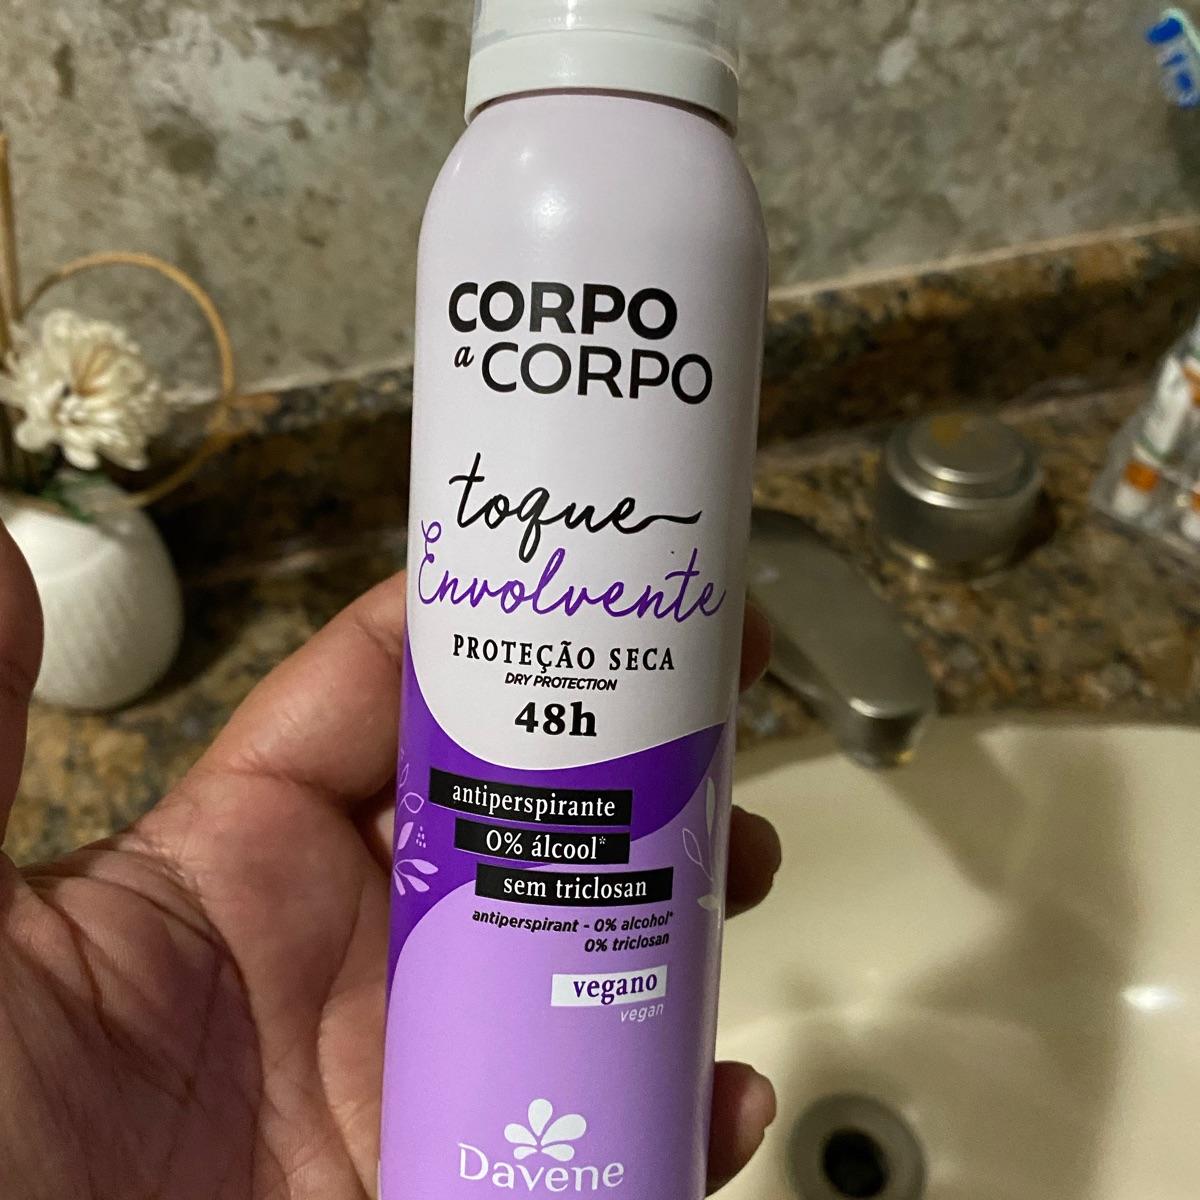 CORPO
a CORPO
toque
Envolvente
PROTEÇÃO SECA
DRY PROTECTION
48h
antiperspirante
0% álcool*
sem triclosan
antiperspirant - 0% alcohol*
0% triclosan
vegano
vegan
Davene